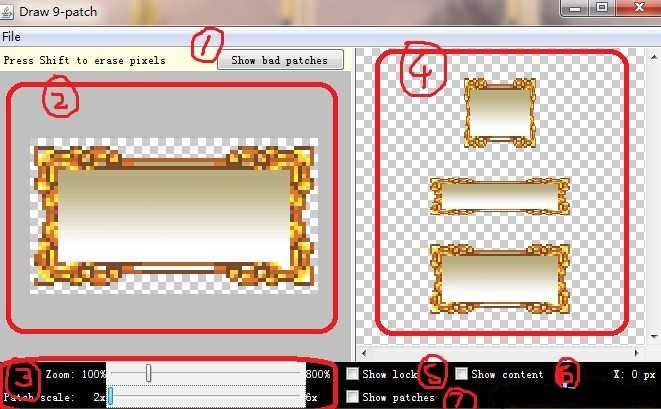 Draw 9-patch
File
① Press Shift to erase pixels Show bad patches
②
④
③ Zoom: 100% 800% Show lock ⑤ Show content ⑥ X: 0 px
Patch scale: 2x 6x Show patches ⑦